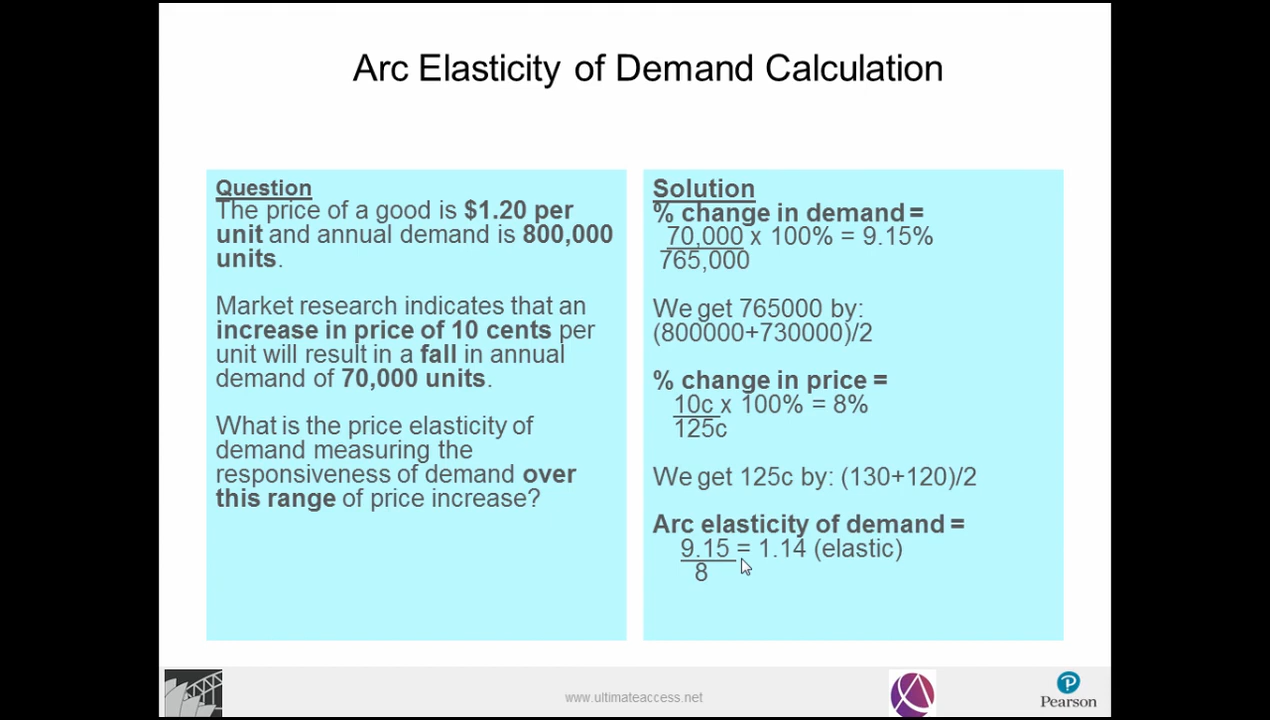 Arc Elasticity of Demand Calculation
Question
The price of a good is $1.20 per
unit and annual demand is 800,000
units.
Market research indicates that an
increase in price of 10 cents per
unit will result in a fall in annual
demand of 70,000 units.
What is the price elasticity of
demand measuring the
responsiveness of demand over
this range of price increase?
Solution
% change in demand =
70,000 x 100% = 9.15%
765,000
We get 765000 by:
(800000+730000)/2
% change in price =
10c x 100% = 8%
125c
We get 125c by: (130+120)/2
Arc elasticity of demand =
9.15 = 1.14 (elastic)
8
www.ultimateaccess.net
P
Pearson